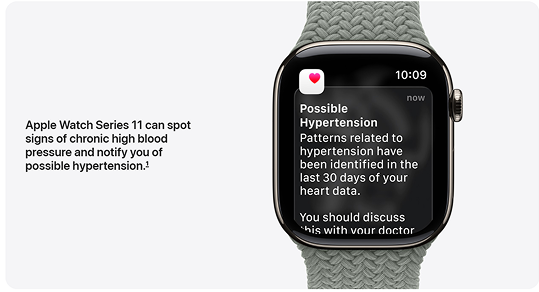 Apple Watch Series 11 can spot
signs of chronic high blood
pressure and notify you of
possible hypertension.1
10:09
now
Possible
Hypertension
Patterns related to
hypertension have
been identified in the
last 30 days of your
heart data.
You should discuss
this with your doctor